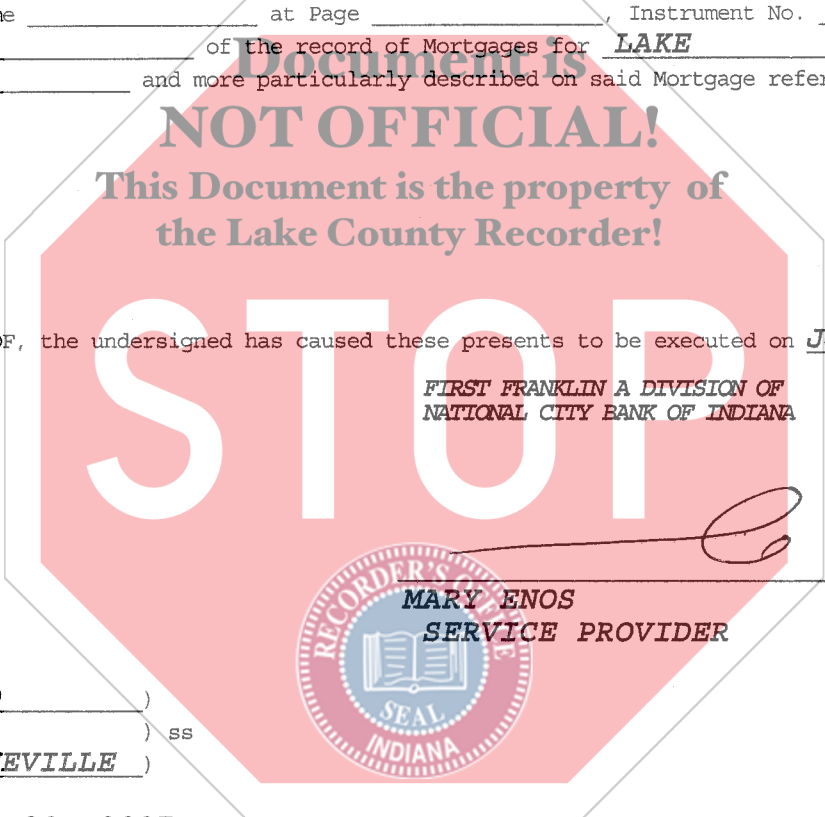 at Page , Instrument No.
of the record of Mortgages for LAKE
and more particularly described on said Mortgage refer
Document is
NOT OFFICIAL!
This Document is the property of
the Lake County Recorder!
STOP
OF, the undersigned has caused these presents to be executed on
FIRST FRANKLIN A DIVISION OF
NATIONAL CITY BANK OF INDIANA
MARY ENOS
SERVICE PROVIDER
RECORDER'S OFFICE
SEAL
INDIANA
)
) ss
EVILLE )